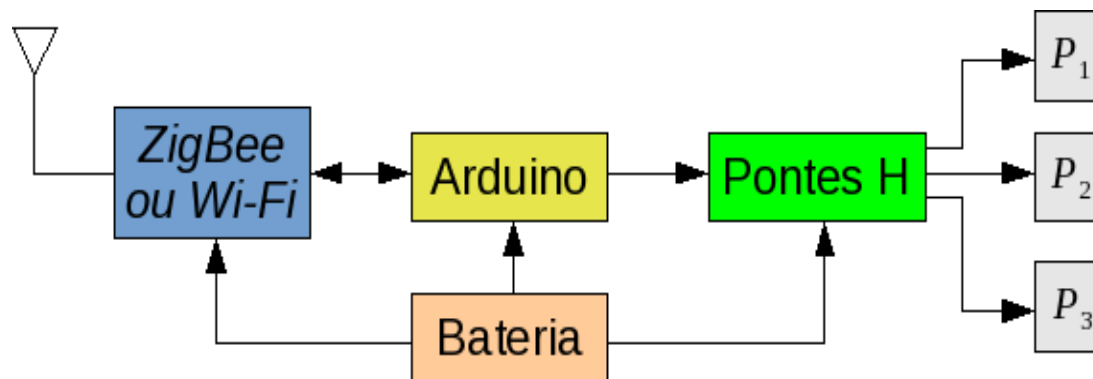 ZigBee
ou Wi-Fi
Arduino
Pontes H
Bateria
P1
P2
P3